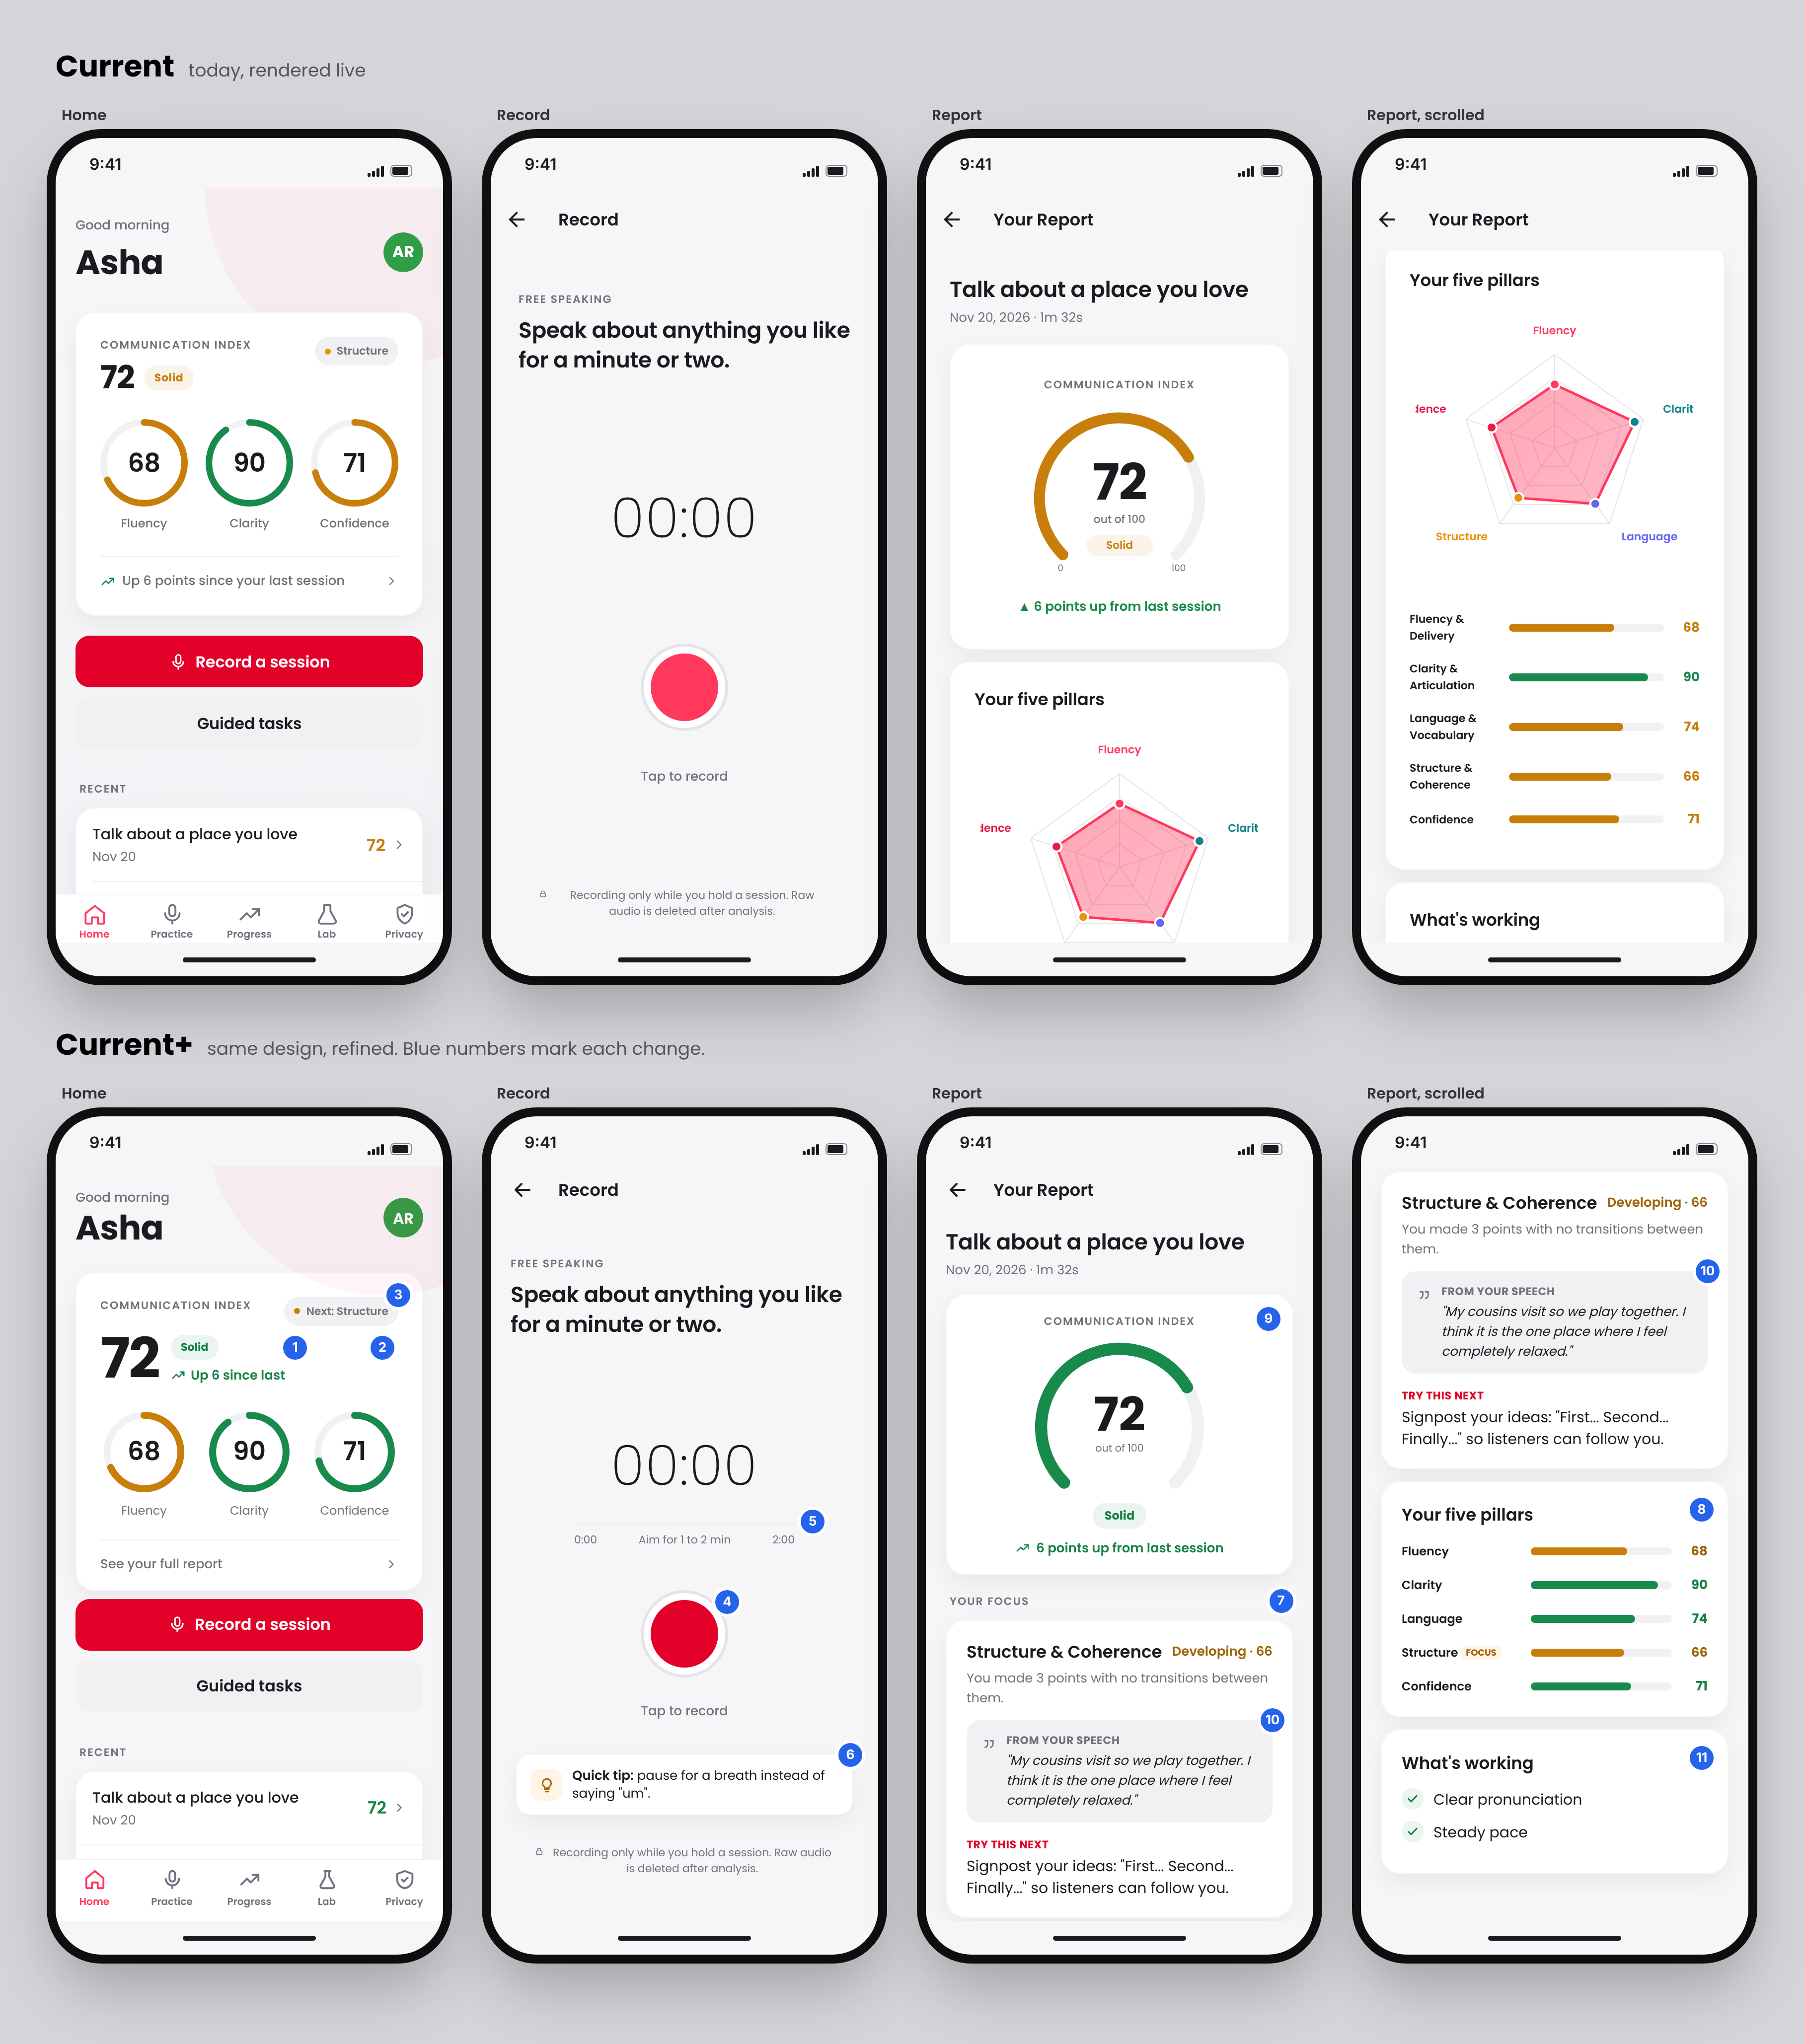 Current today, rendered live
Home
9:41
Good morning
Asha
AR
COMMUNICATION INDEX
Structure
72 Solid
68 90 71
Fluency Clarity Confidence
Up 6 points since your last session
Record a session
Guided tasks
RECENT
Talk about a place you love
Nov 20
72
Home Practice Progress Lab Privacy
Record
9:41
Record
FREE SPEAKING
Speak about anything you like
for a minute or two.
00:00
Tap to record
Recording only while you hold a session. Raw
audio is deleted after analysis.
Report
9:41
Your Report
Talk about a place you love
Nov 20, 2026 · 1m 32s
COMMUNICATION INDEX
72
out of 100
Solid
0 100
▲ 6 points up from last session
Your five pillars
Fluency
dence Clarit
Report, scrolled
9:41
Your Report
Your five pillars
Fluency
dence Clarit
Structure Language
Fluency &
Delivery
68
Clarity &
Articulation
90
Language &
Vocabulary
74
Structure &
Coherence
66
Confidence 71
What's working
Current+ same design, refined. Blue numbers mark each change.
Home
9:41
Good morning
Asha
AR
3
COMMUNICATION INDEX
Next: Structure
72 Solid
1 2
Up 6 since last
68 90 71
Fluency Clarity Confidence
See your full report
Record a session
Guided tasks
RECENT
Talk about a place you love
Nov 20
72
Home Practice Progress Lab Privacy
Record
9:41
Record
FREE SPEAKING
Speak about anything you like
for a minute or two.
00:00
5
0:00 Aim for 1 to 2 min 2:00
4
Tap to record
6
Quick tip: pause for a breath instead of
saying "um".
Recording only while you hold a session. Raw audio
is deleted after analysis.
Report
9:41
Your Report
Talk about a place you love
Nov 20, 2026 · 1m 32s
COMMUNICATION INDEX
9
72
out of 100
Solid
6 points up from last session
YOUR FOCUS
7
Structure & Coherence Developing · 66
You made 3 points with no transitions between
them.
10
FROM YOUR SPEECH
"My cousins visit so we play together. I
think it is the one place where I feel
completely relaxed."
TRY THIS NEXT
Signpost your ideas: "First... Second...
Finally..." so listeners can follow you.
Report, scrolled
9:41
Structure & Coherence Developing · 66
You made 3 points with no transitions between
them.
10
FROM YOUR SPEECH
"My cousins visit so we play together. I
think it is the one place where I feel
completely relaxed."
TRY THIS NEXT
Signpost your ideas: "First... Second...
Finally..." so listeners can follow you.
Your five pillars
8
Fluency 68
Clarity 90
Language 74
Structure FOCUS 66
Confidence 71
What's working
11
Clear pronunciation
Steady pace